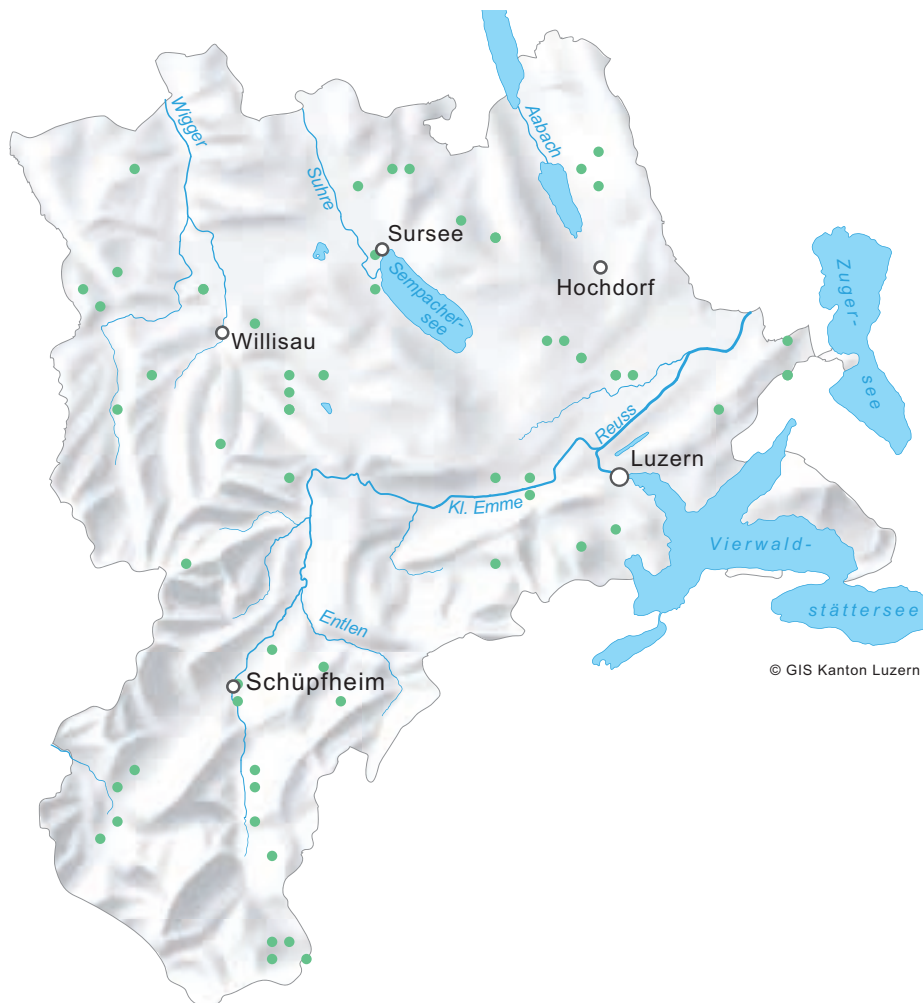 Wigger
Aabach
Suhre
Sursee
Sempacher-
see
Hochdorf
Zuger-
see
Willisau
Reuss
Luzern
Kl. Emme
Vierwald-
stättersee
Entlen
© GIS Kanton Luzern
Schüpfheim